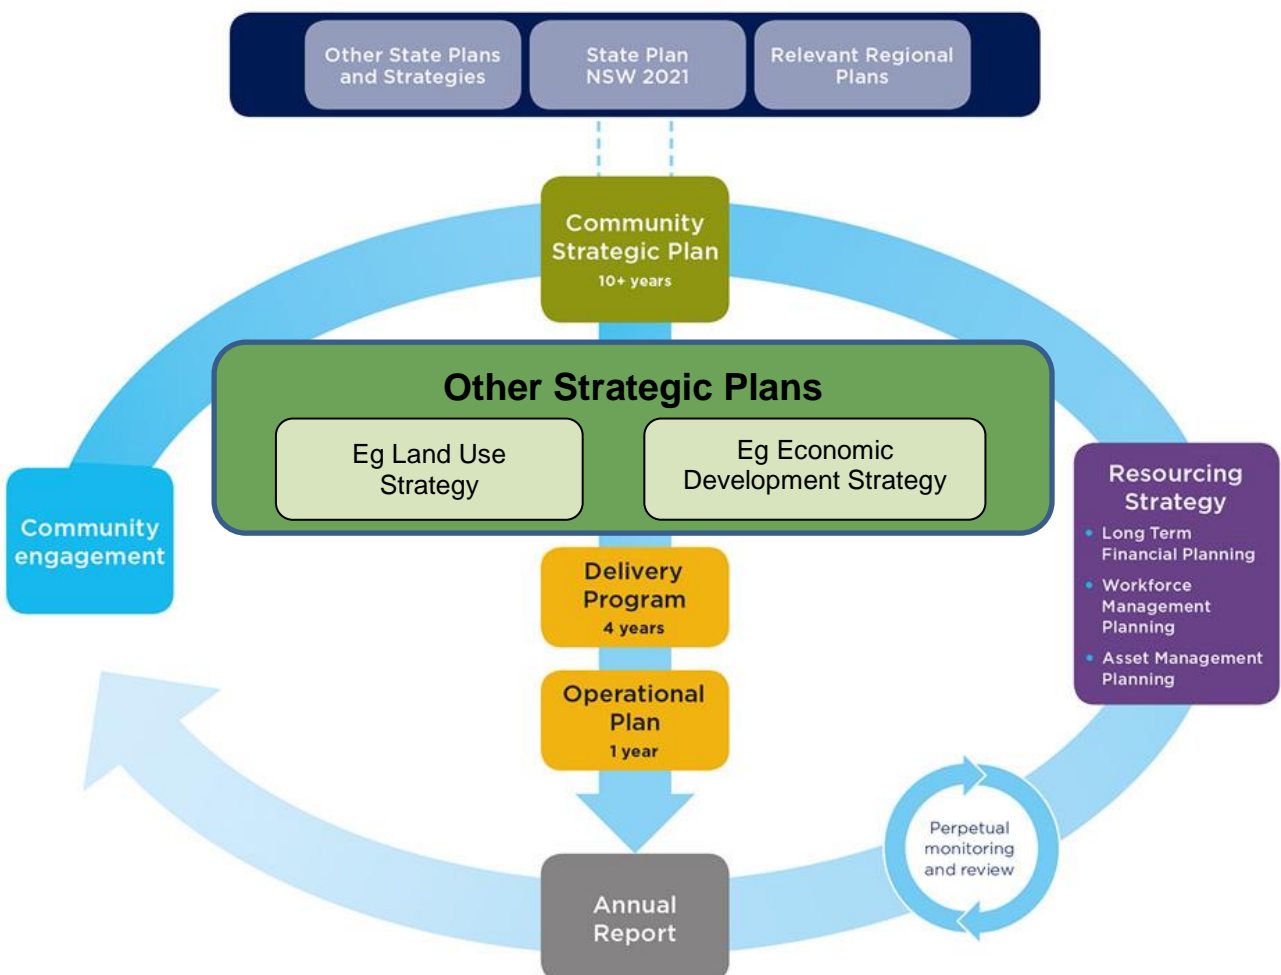 Other State Plans
and Strategies
State Plan
NSW 2021
Relevant Regional
Plans
Community
Strategic Plan
10+ years
Other Strategic Plans
Eg Land Use
Strategy
Eg Economic
Development Strategy
Community
engagement
Resourcing
Strategy
• Long Term
Financial Planning
• Workforce
Management
Planning
• Asset Management
Planning
Delivery
Program
4 years
Operational
Plan
1 year
Perpetual
monitoring
and review
Annual
Report